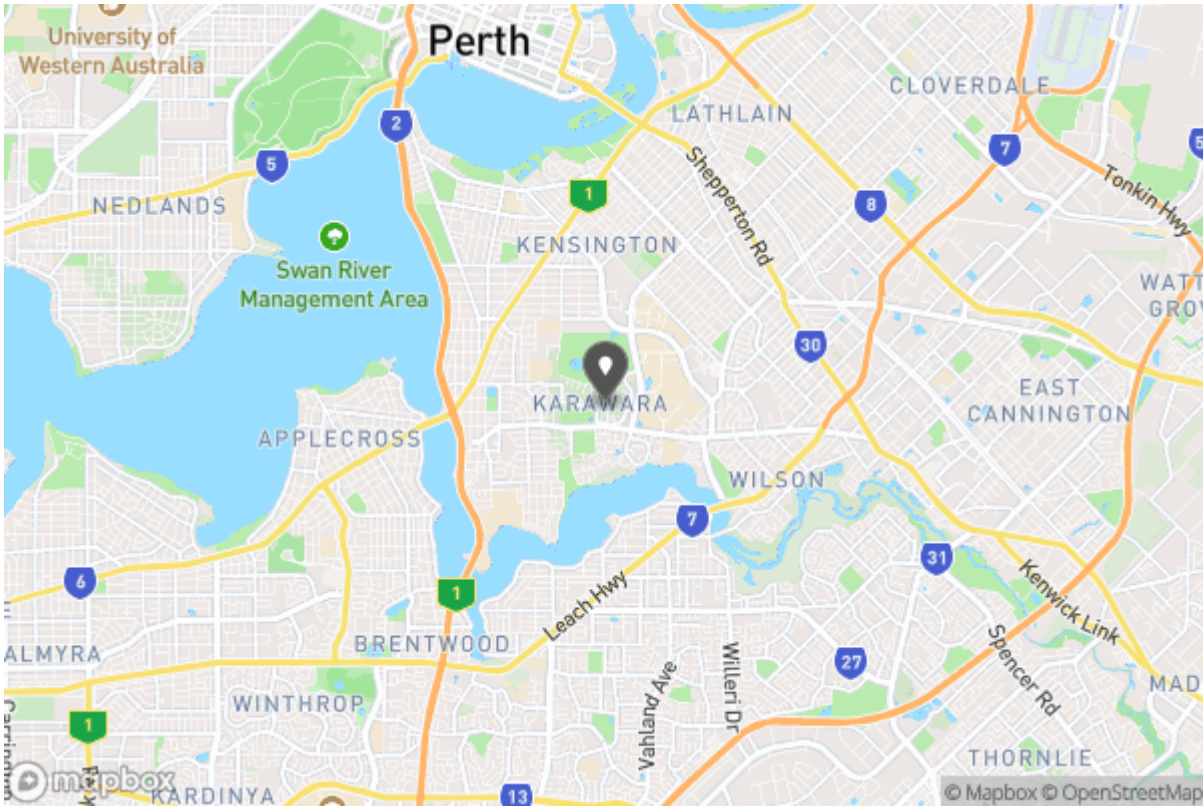 University of
Western Australia
Perth
CLOVERDALE
LATHLAIN
2
5
7
5
Tonkin Hwy
1
8
NEDLANDS
Shepperton Rd
KENSINGTON
Swan River
Management Area
WATT
GROV
30
KARAWARA
EAST
CANNINGTON
APPLECROSS
WILSON
7
31
6
1
Kenwick Link
Leach Hwy
BRENTWOOD
ALMYRA
27
Spencer Rd
Willeri Dr
Vahland Ave
MAD
WINTHROP
1
THORNLIE
mapbox
KARDINYA
13
© Mapbox © OpenStreetMap